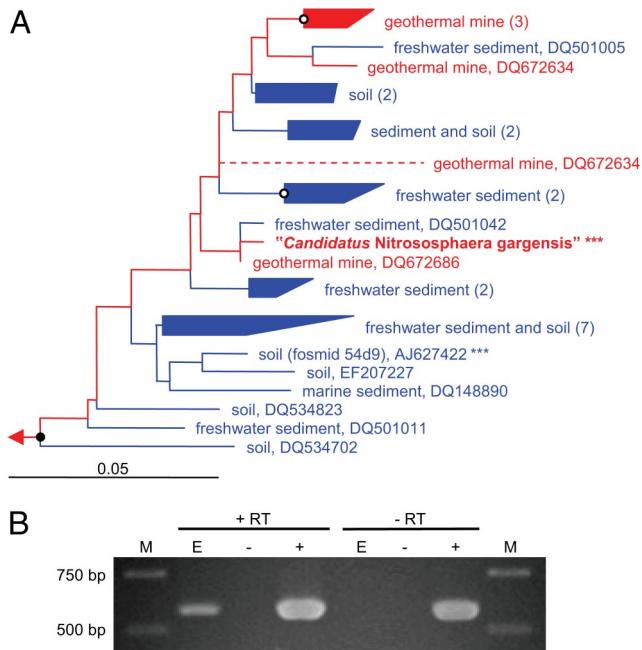 A
geothermal mine (3)
freshwater sediment, DQ501005
geothermal mine, DQ672634
soil (2)
sediment and soil (2)
geothermal mine, DQ672634
freshwater sediment (2)
freshwater sediment, DQ501042
"Candidatus Nitrososphaera gargensis" ***
geothermal mine, DQ672686
freshwater sediment (2)
freshwater sediment and soil (7)
soil (fosmid 54d9), AJ627422 ***
soil, EF207227
marine sediment, DQ148890
soil, DQ534823
freshwater sediment, DQ501011
soil, DQ534702
0.05
B
+ RT - RT
M E - + E - + M
750 bp
500 bp